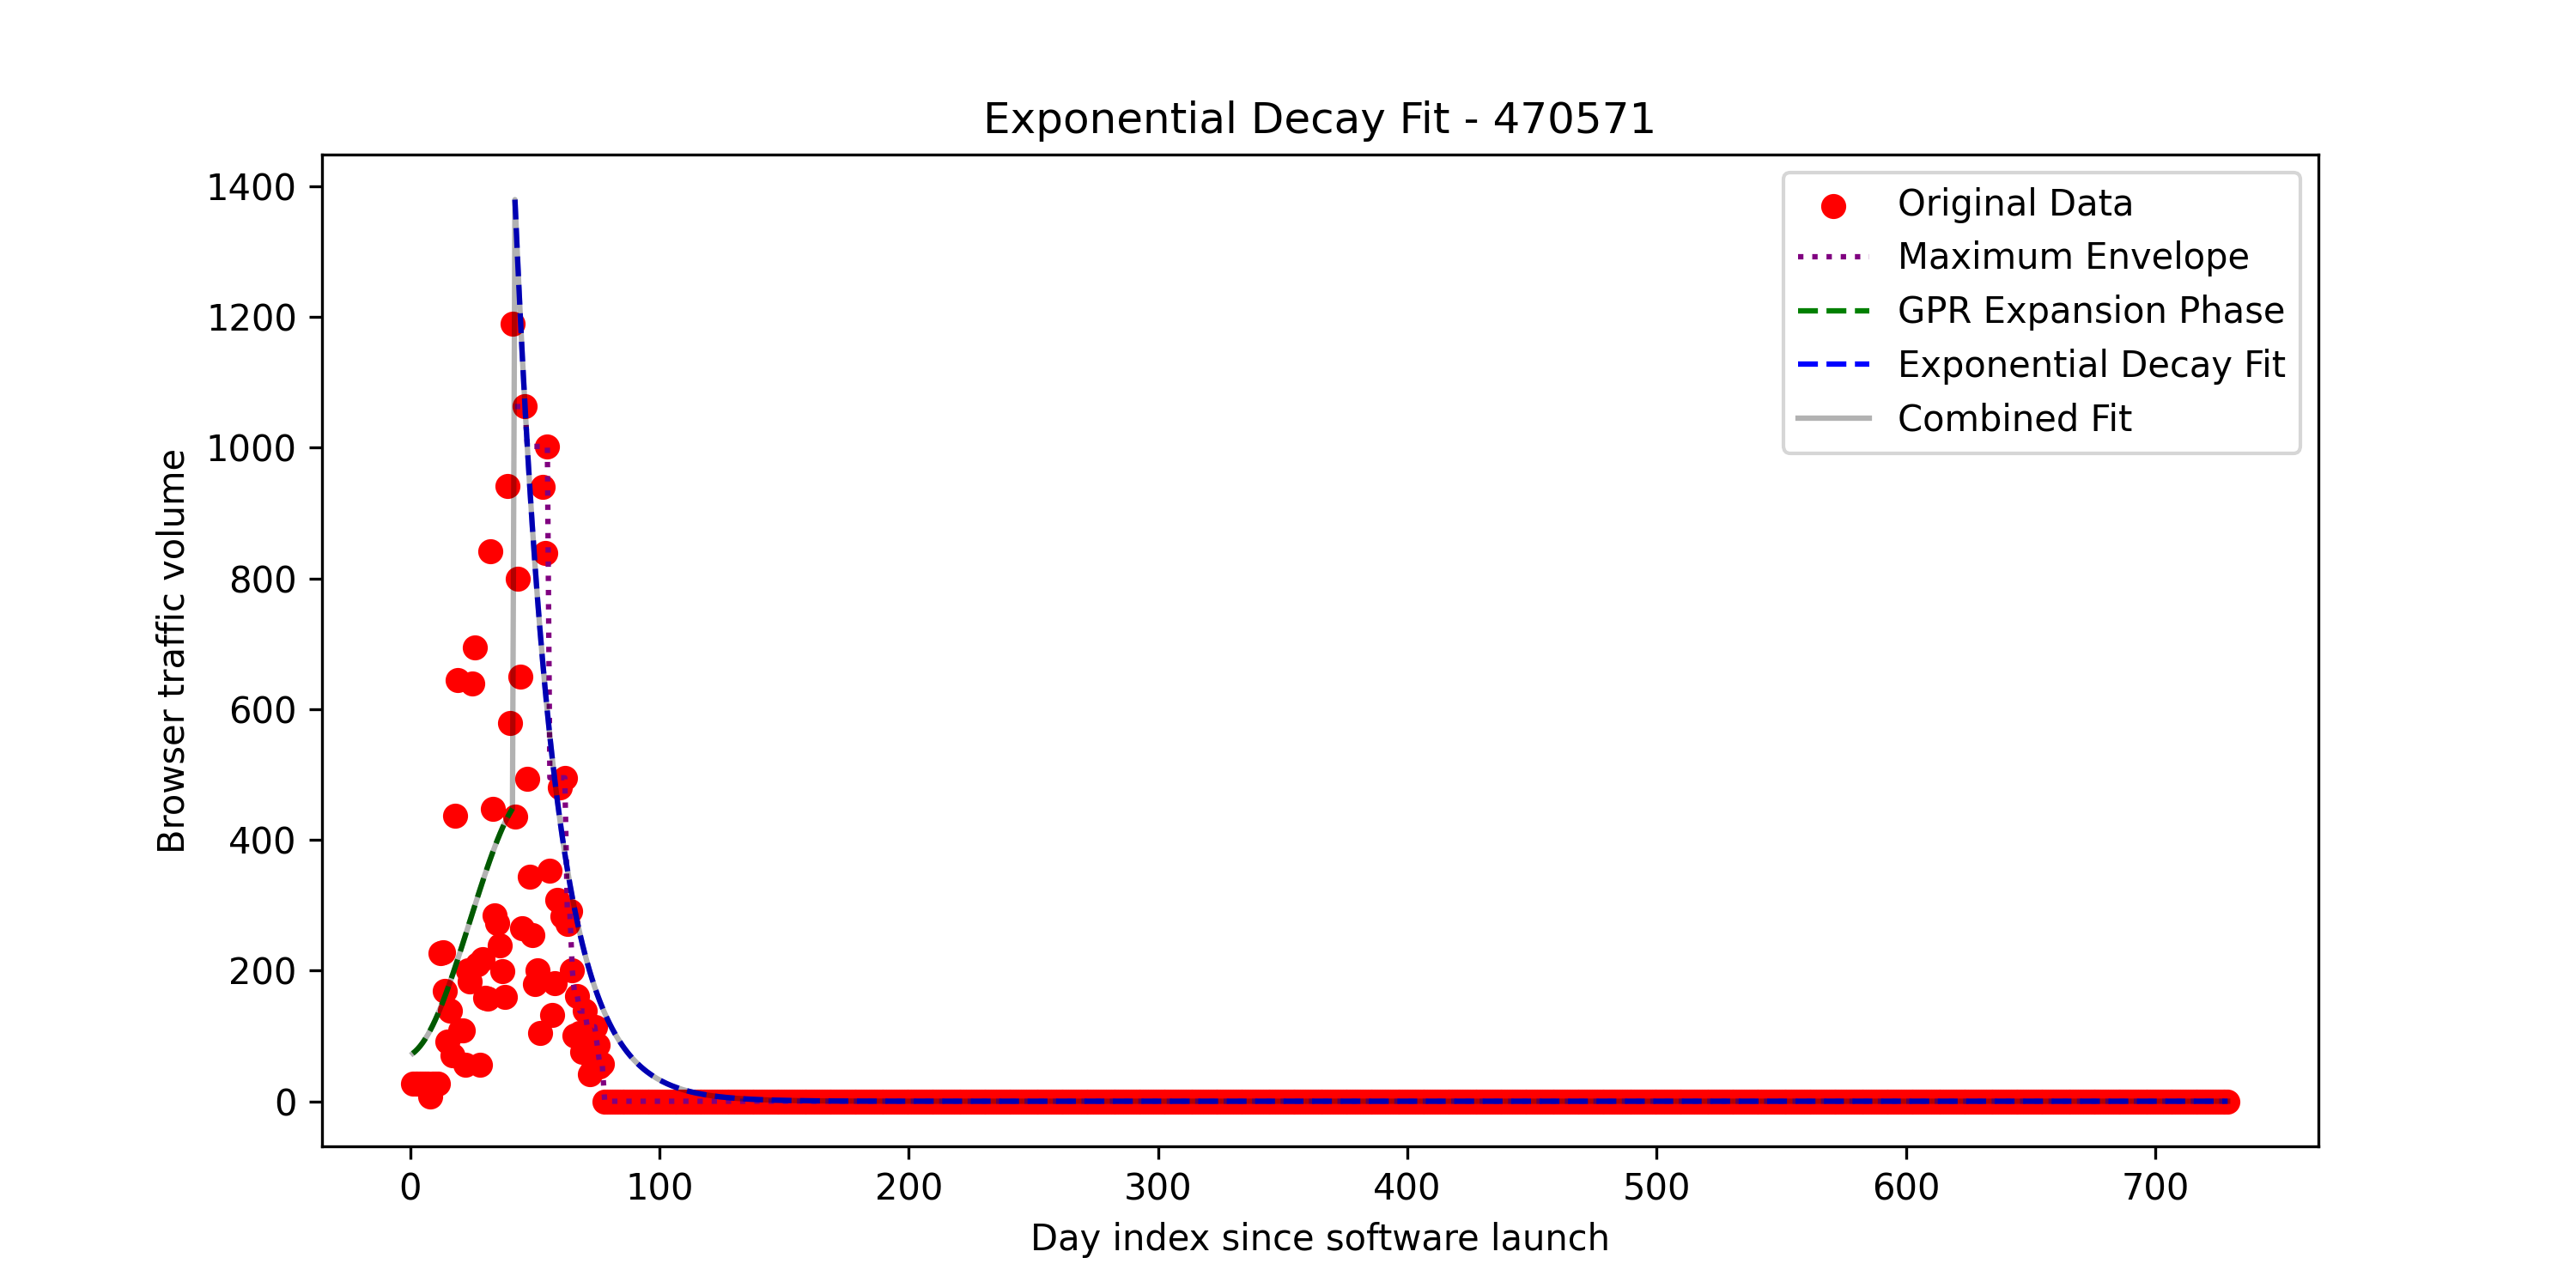 Exponential Decay Fit - 470571
Browser traffic volume
1400
1200
1000
800
600
400
200
0
Original Data
Maximum Envelope
GPR Expansion Phase
Exponential Decay Fit
Combined Fit
0 100 200 300 400 500 600 700
Day index since software launch